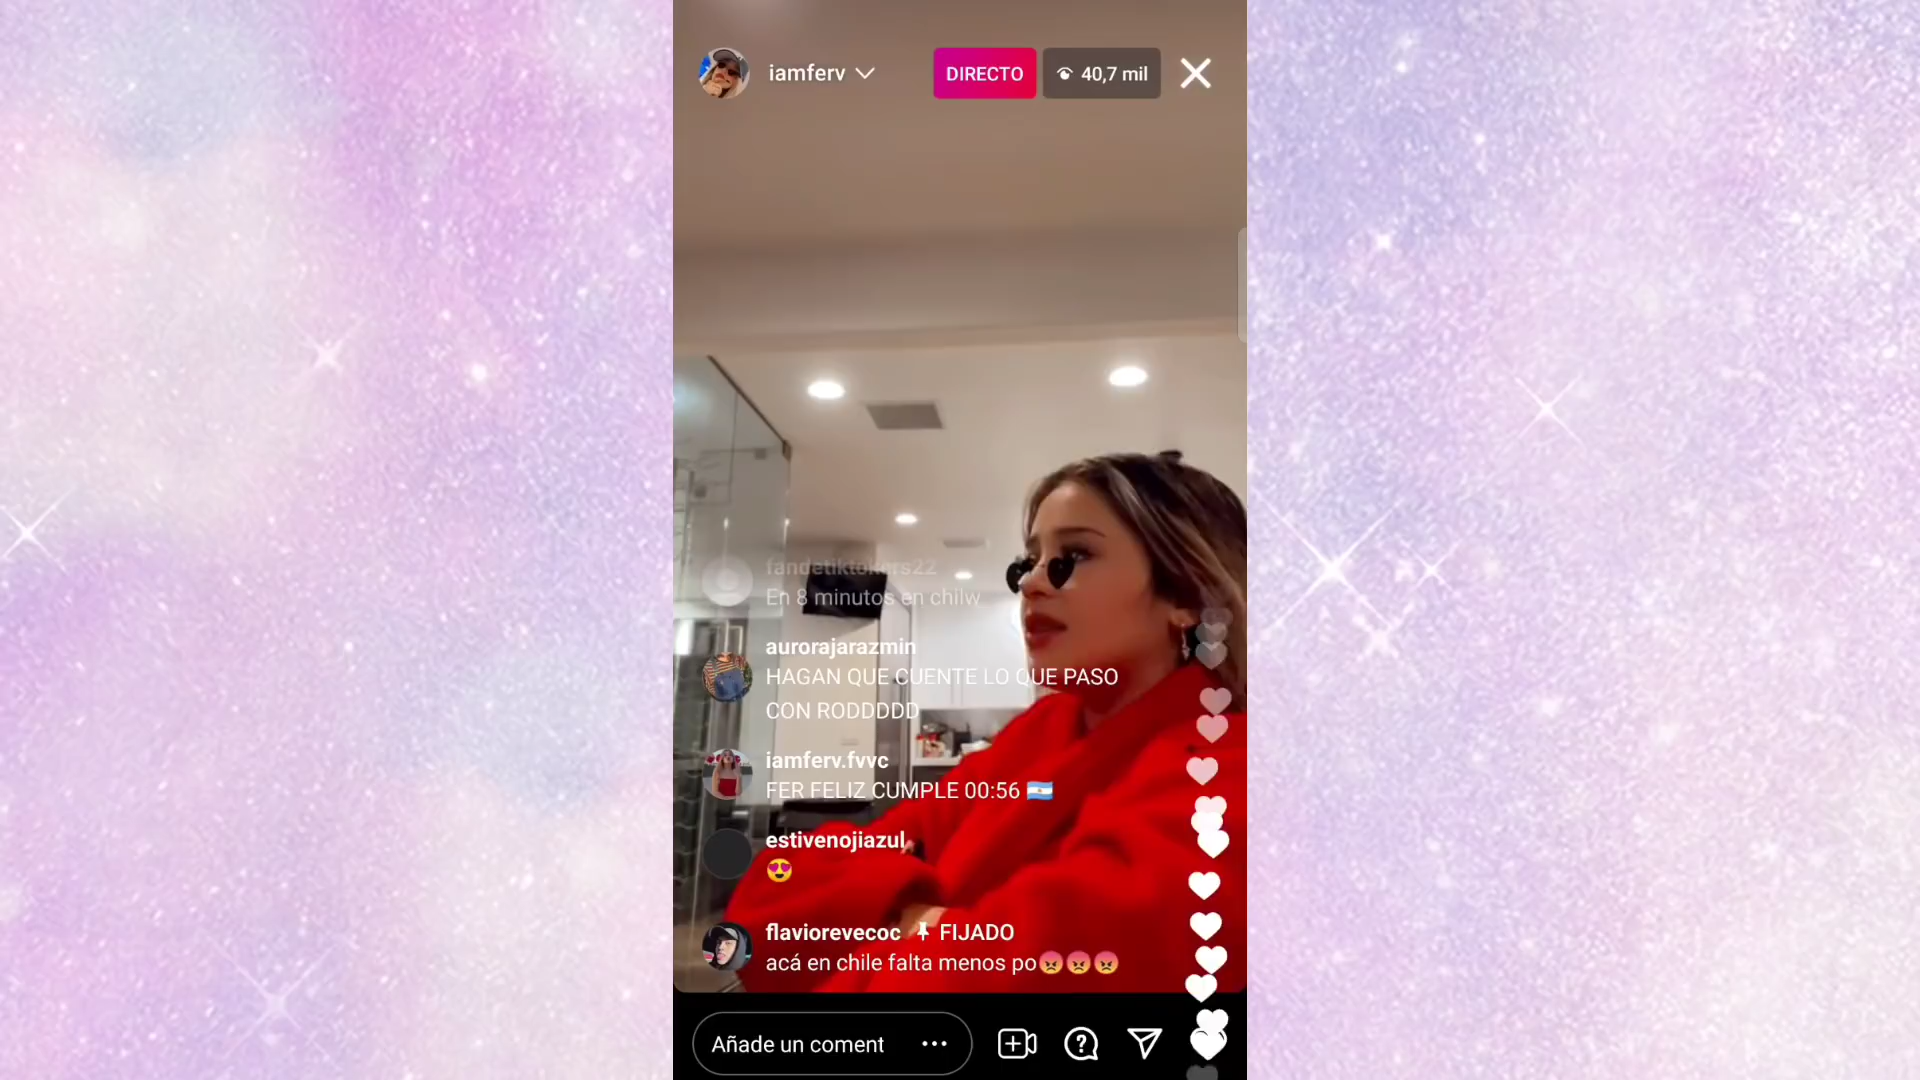 iamferv
DIRECTO
40,7 mil
fandetiktokers22
En 8 minutos en chilw
aurorajarazmin
HAGAN QUE CUENTE LO QUE PASO
CON RODDDDD
iamferv.fvvc
FER FELIZ CUMPLE 00:56 🇦🇷
estivenojiazul
😍
flaviorevecoc 📌 FIJADO
acá en chile falta menos po😡😡😡
Añade un coment